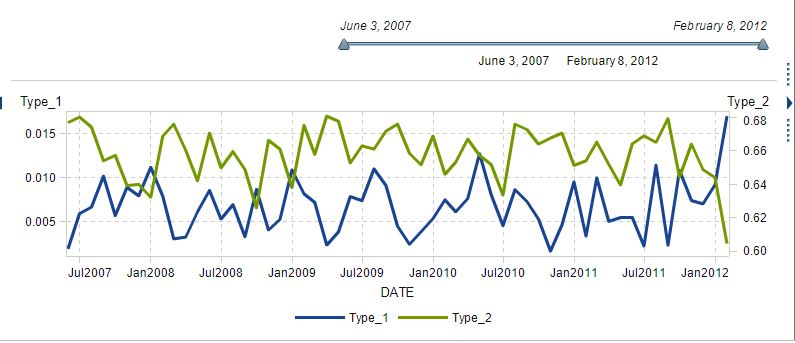 June 3, 2007 February 8, 2012
June 3, 2007 February 8, 2012
Type_1 Type_2
0.015 0.010 0.005
0.68 0.66 0.64 0.62 0.60
Jul2007 Jan2008 Jul2008 Jan2009 Jul2009 Jan2010 Jul2010 Jan2011 Jul2011 Jan2012
DATE
Type_1 Type_2